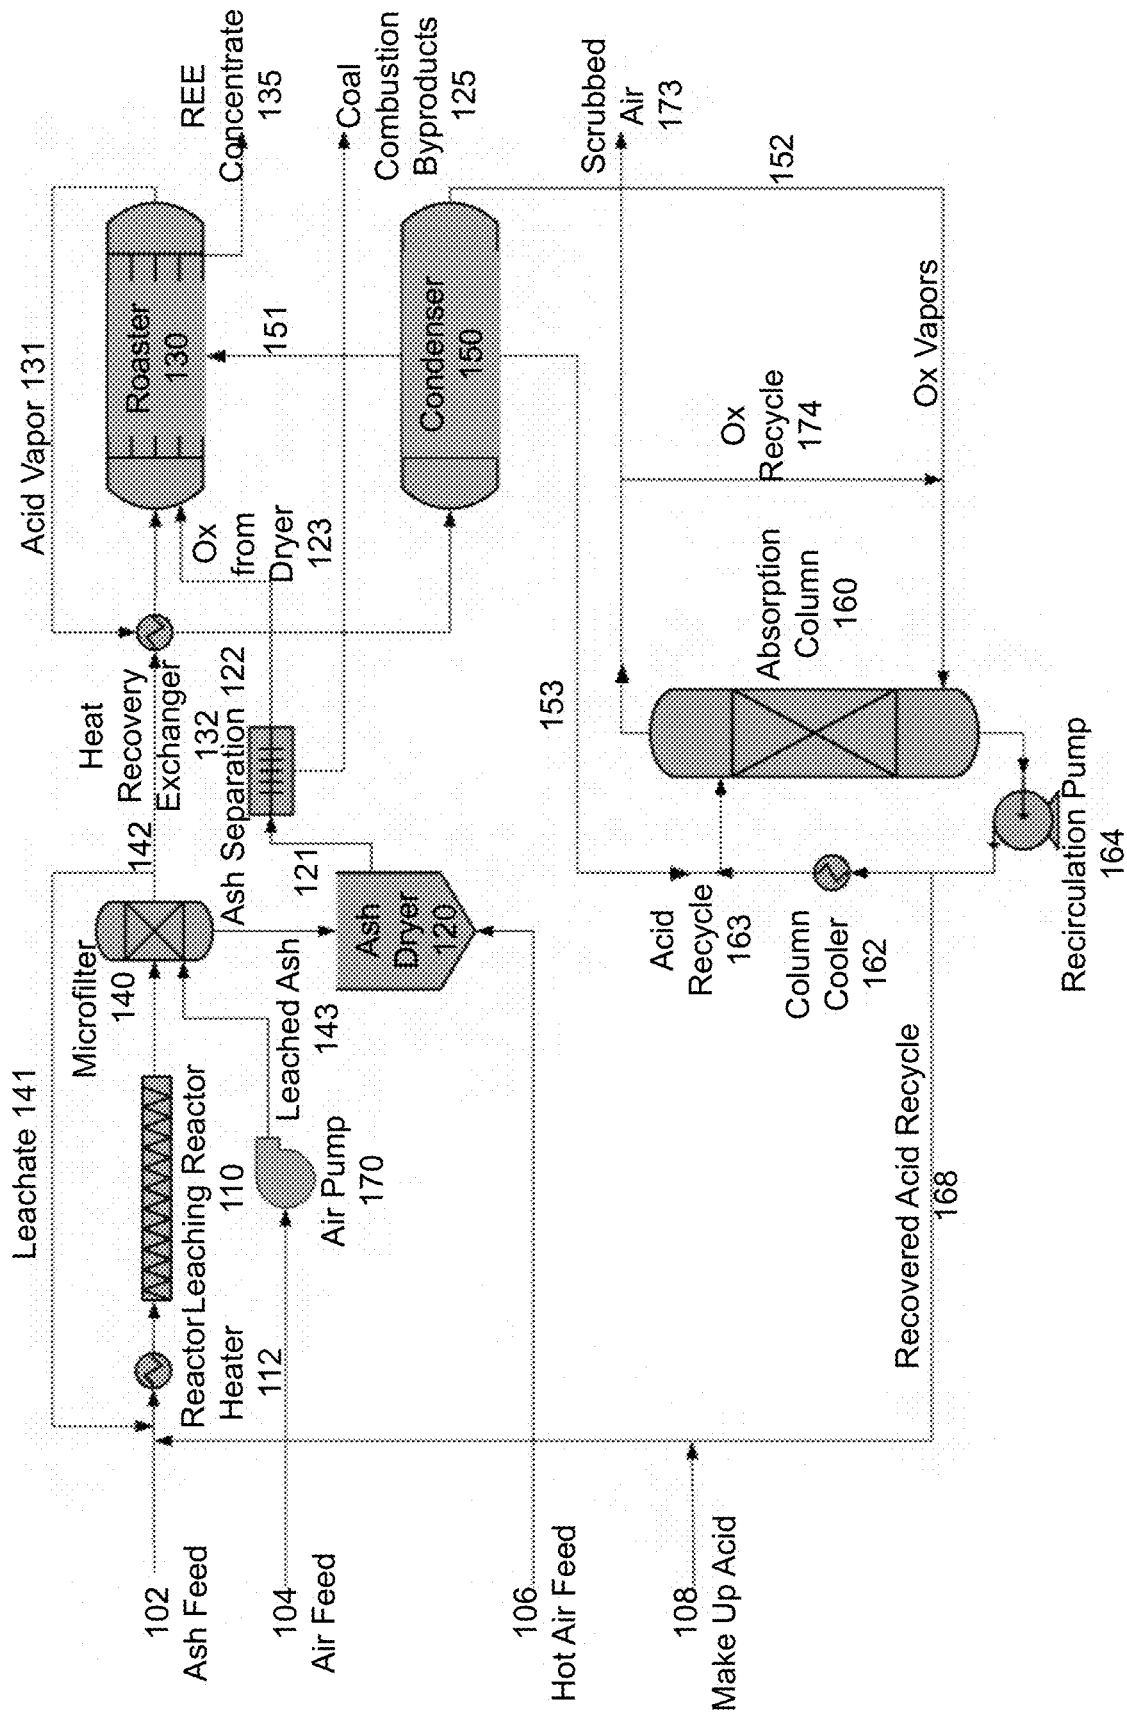 102
Ash Feed
104
Air Feed
106
Hot Air Feed
108
Make Up Acid
Leachate 141
Reactor
Heater
112
Leaching Reactor
110
Air Pump
170
Microfilter
140
142
Leached Ash
143
Ash
Dryer
120
121
Ash Separation 122
Heat
Recovery
Exchanger
132
Acid Vapor 131
Ox
from
Dryer
123
Roaster
130
REE
Concentrate
135
151
Coal
Combustion
Byproducts
125
Condenser
150
153
Scrubbed
Air
173
152
Ox
Recycle
174
Ox Vapors
Absorption
Column
160
Acid
Recycle
163
Column
Cooler
162
Recirculation Pump
164
Recovered Acid Recycle
168